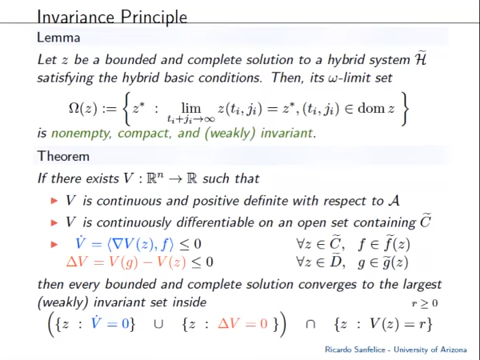 Invariance Principle
Lemma
Let z be a bounded and complete solution to a hybrid system H̃
satisfying the hybrid basic conditions. Then, its ω-limit set
Ω(z) := { z* : lim_{t_i+j_i→∞} z(t_i, j_i) = z*, (t_i, j_i) ∈ dom z }
is nonempty, compact, and (weakly) invariant.
Theorem
If there exists V : ℝⁿ → ℝ such that
▶ V is continuous and positive definite with respect to A
▶ V is continuously differentiable on an open set containing C̃
▶ V̇ = ⟨∇V(z), f⟩ ≤ 0 ∀z ∈ C̃, f ∈ f̃(z)
ΔV = V(g) − V(z) ≤ 0 ∀z ∈ D̃, g ∈ g̃(z)
then every bounded and complete solution converges to the largest
(weakly) invariant set inside r ≥ 0
({z : V̇ = 0} ∪ {z : ΔV = 0 }) ∩ {z : V(z) = r}
Ricardo Sanfelice - University of Arizona